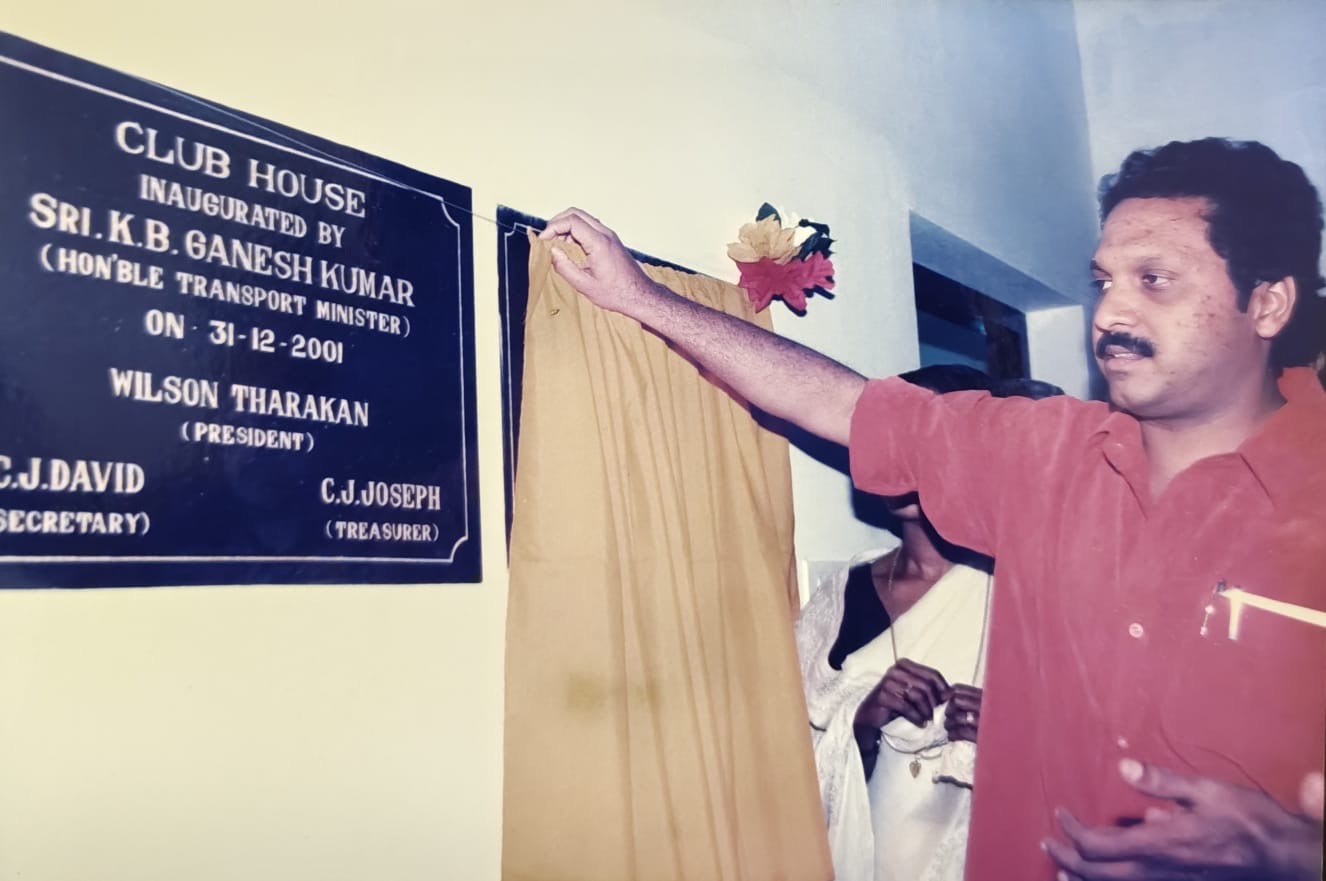 CLUB HOUSE
INAUGURATED BY
SRI. K.B. GANESH KUMAR
(HON'BLE TRANSPORT MINISTER)
ON - 31-12-2001
WILSON THARAKAN
(PRESIDENT)
C.J.DAVID C.J.JOSEPH
SECRETARY) (TREASURER)